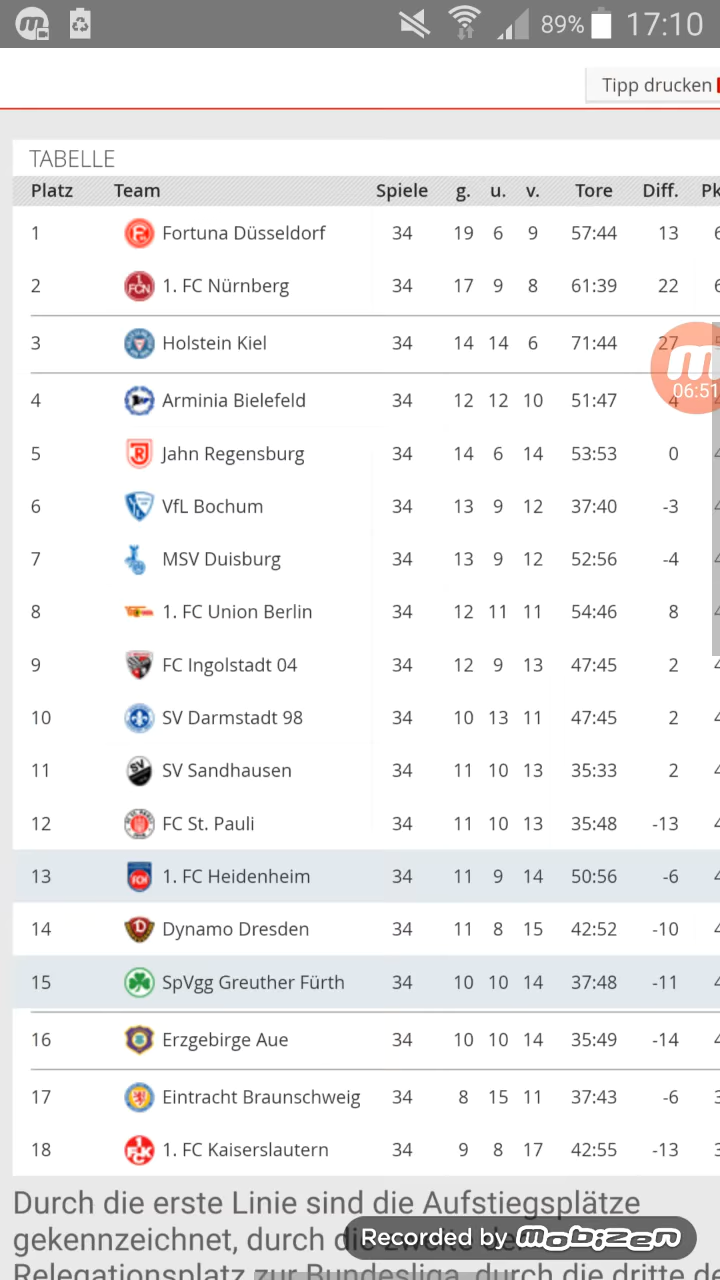 89% 17:10
Tipp drucken
TABELLE
Platz Team Spiele g. u. v. Tore Diff.
1 Fortuna Düsseldorf 34 19 6 9 57:44 13
2 1. FC Nürnberg 34 17 9 8 61:39 22
3 Holstein Kiel 34 14 14 6 71:44 27
06:51
4 Arminia Bielefeld 34 12 12 10 51:47 4
5 Jahn Regensburg 34 14 6 14 53:53 0
6 VfL Bochum 34 13 9 12 37:40 -3
7 MSV Duisburg 34 13 9 12 52:56 -4
8 1. FC Union Berlin 34 12 11 11 54:46 8
9 FC Ingolstadt 04 34 12 9 13 47:45 2
10 SV Darmstadt 98 34 10 13 11 47:45 2
11 SV Sandhausen 34 11 10 13 35:33 2
12 FC St. Pauli 34 11 10 13 35:48 -13
13 1. FC Heidenheim 34 11 9 14 50:56 -6
14 Dynamo Dresden 34 11 8 15 42:52 -10
15 SpVgg Greuther Fürth 34 10 10 14 37:48 -11
16 Erzgebirge Aue 34 10 10 14 35:49 -14
17 Eintracht Braunschweig 34 8 15 11 37:43 -6
18 1. FC Kaiserslautern 34 9 8 17 42:55 -13
Durch die erste Linie sind die Aufstiegsplätze
gekennzeichnet, durch die zweite der
Recorded by mobizen
Relegationsplatz zur Bundesliga, durch die dritte